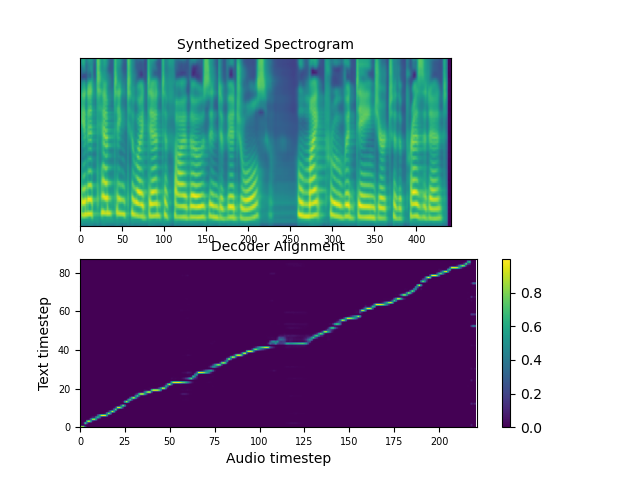 Synthetized Spectrogram
0 50 100 150 200 250 300 350 400
Decoder Alignment
80
60
40
20
0
Text timestep
0 25 50 75 100 125 150 175 200
Audio timestep
0.8
0.6
0.4
0.2
0.0